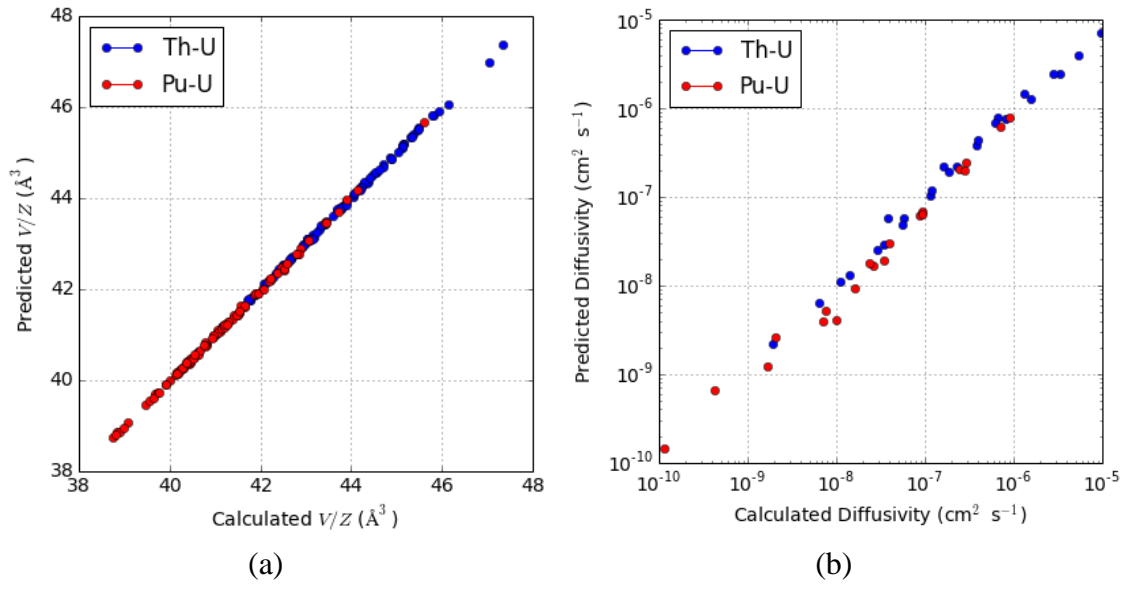 48
46
44
42
40
38
38 40 42 44 46 48
Predicted V/Z (Å³)
Calculated V/Z (Å³)
Th-U
Pu-U
(a)
10⁻⁵
10⁻⁶
10⁻⁷
10⁻⁸
10⁻⁹
10⁻¹⁰
10⁻¹⁰ 10⁻⁹ 10⁻⁸ 10⁻⁷ 10⁻⁶ 10⁻⁵
Predicted Diffusivity (cm² s⁻¹)
Calculated Diffusivity (cm² s⁻¹)
Th-U
Pu-U
(b)